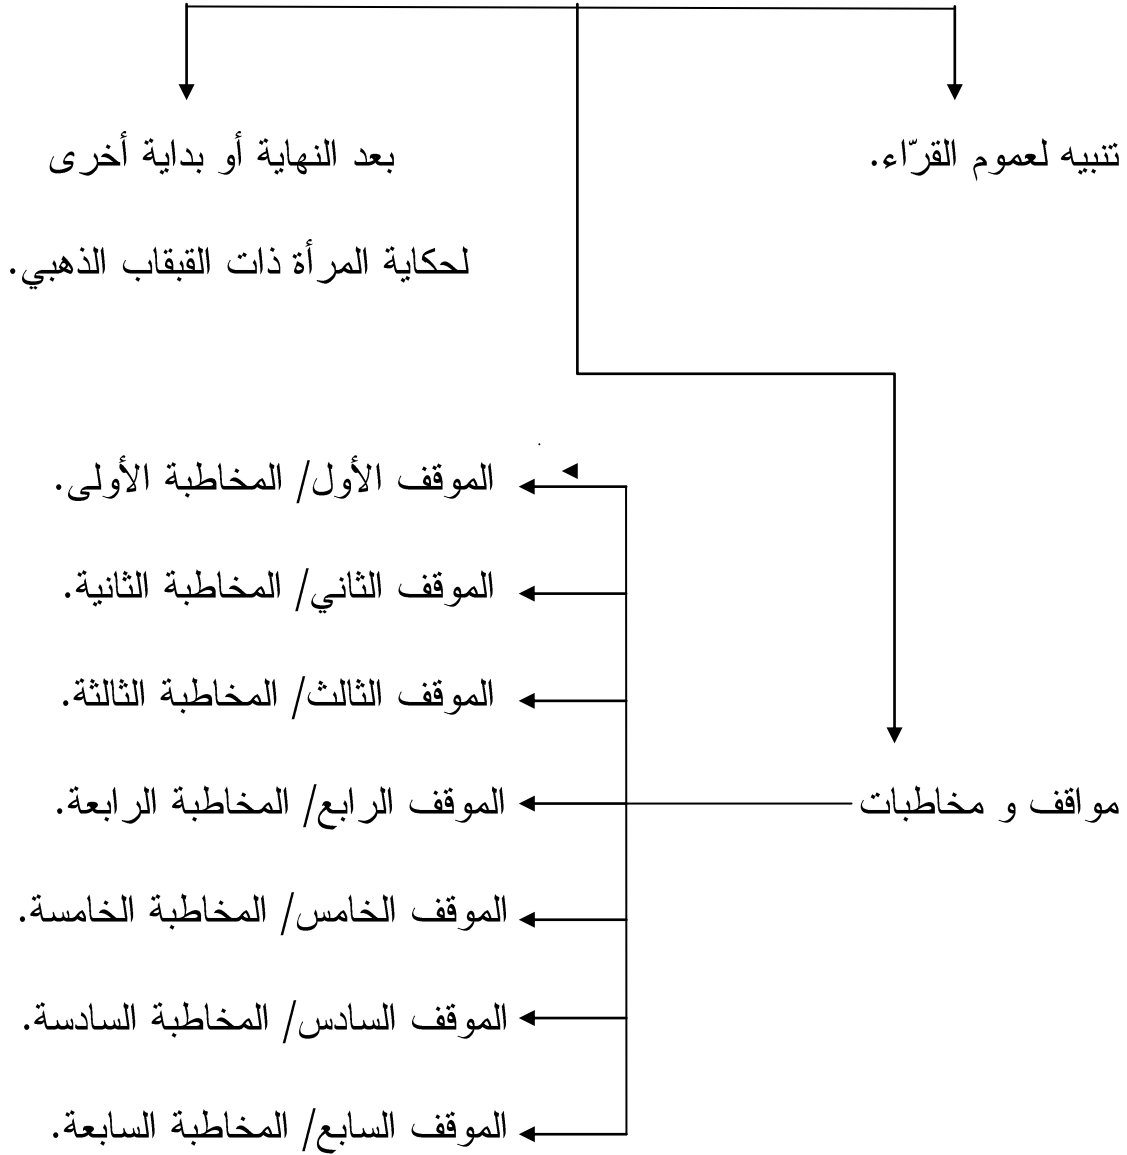 تنبيه لعموم القرّاء.
بعد النهاية أو بداية أخرى
لحكاية المرأة ذات القبقاب الذهبي.
مواقف و مخاطبات
الموقف الأول/ المخاطبة الأولى.
الموقف الثاني/ المخاطبة الثانية.
الموقف الثالث/ المخاطبة الثالثة.
الموقف الرابع/ المخاطبة الرابعة.
الموقف الخامس/ المخاطبة الخامسة.
الموقف السادس/ المخاطبة السادسة.
الموقف السابع/ المخاطبة السابعة.